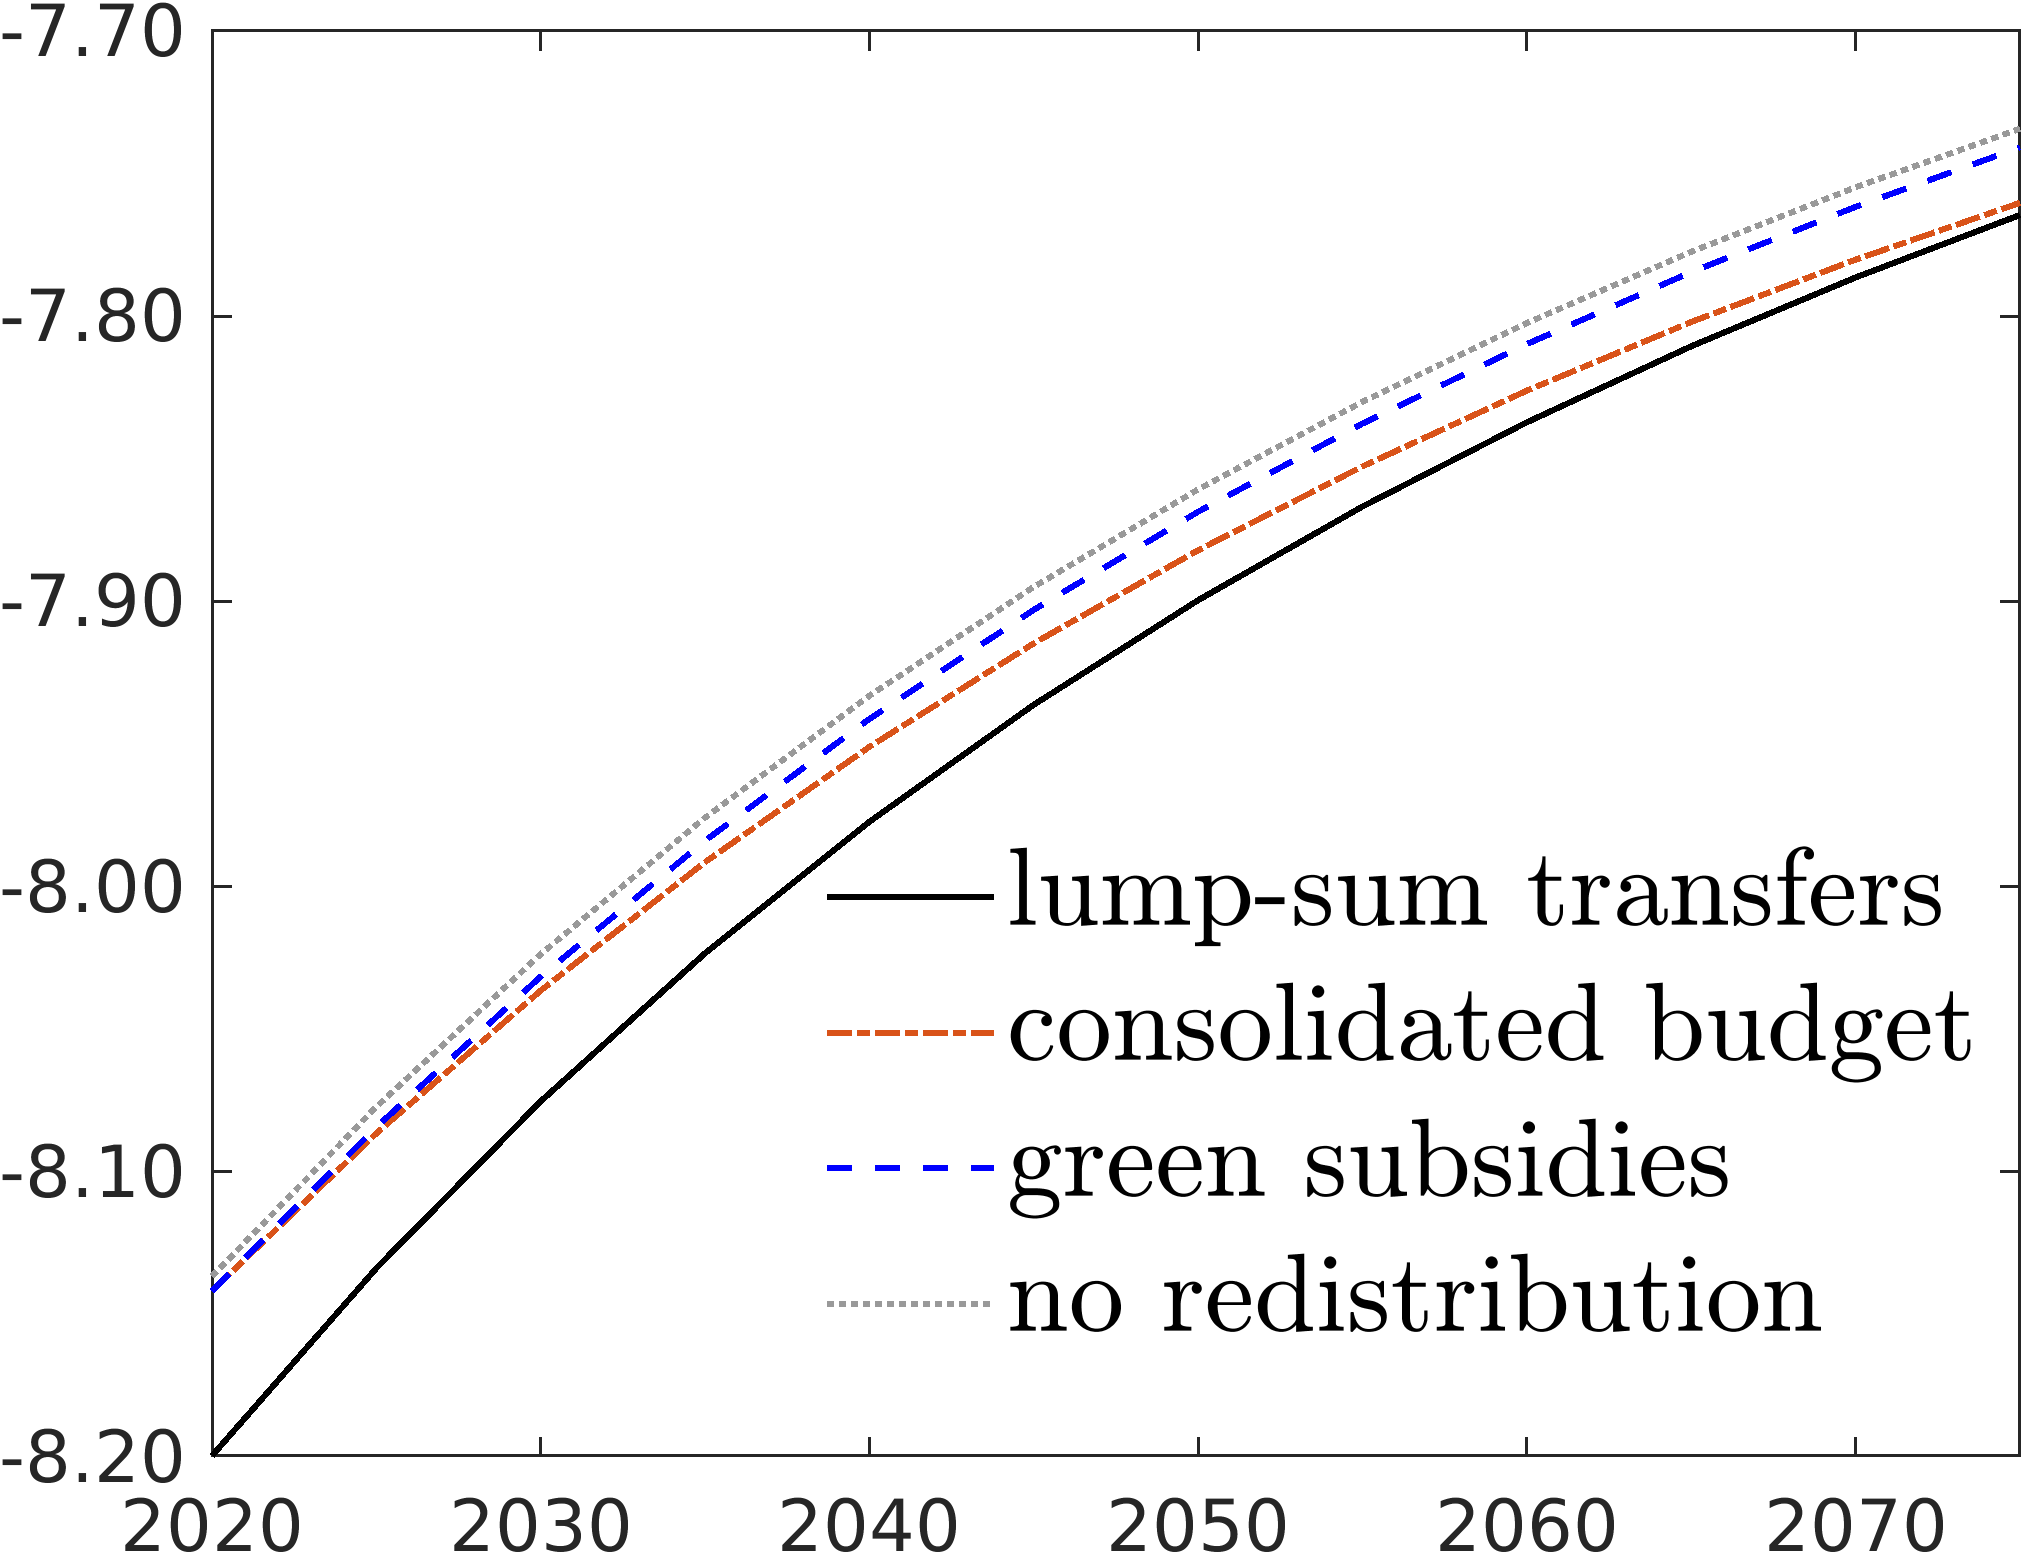 -7.70
-7.80
-7.90
-8.00
-8.10
-8.20
lump-sum transfers
consolidated budget
green subsidies
no redistribution
2020 2030 2040 2050 2060 2070